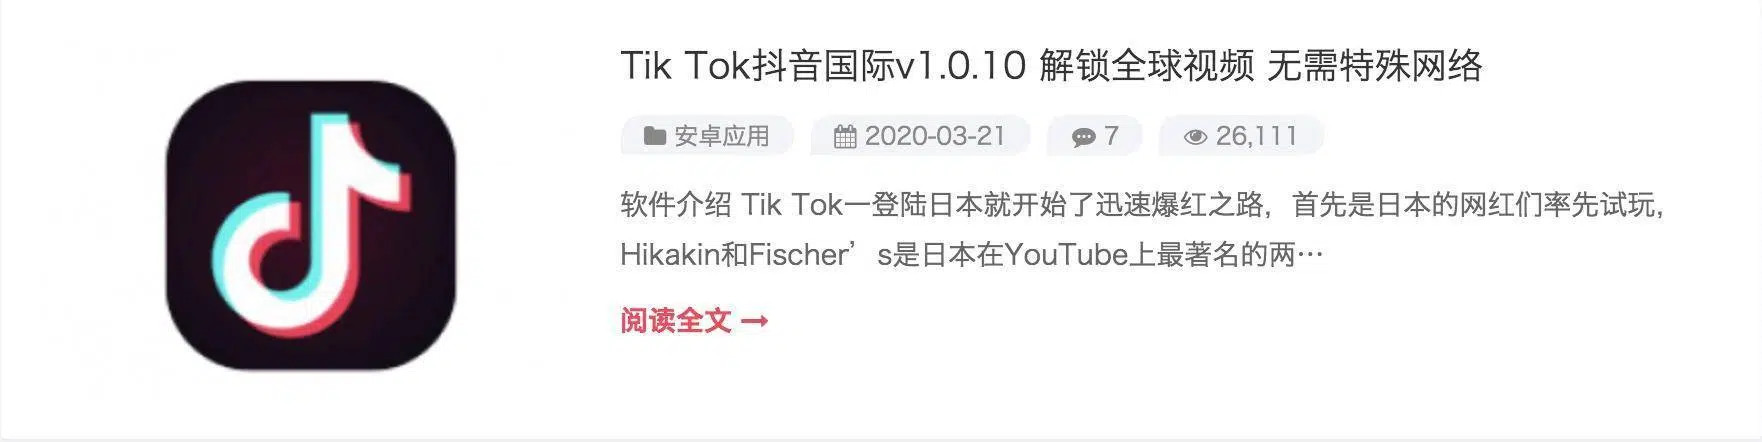 Tik Tok抖音国际v1.0.10 解锁全球视频 无需特殊网络
安卓应用 2020-03-21 7 26,111
软件介绍 Tik Tok一登陆日本就开始了迅速爆红之路，首先是日本的网红们率先试玩，
Hikakin和Fischer’s是日本在YouTube上最著名的两…
阅读全文 →